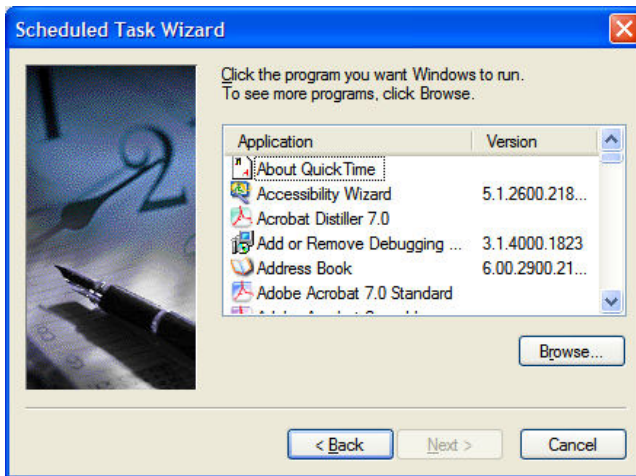 Scheduled Task Wizard
Click the program you want Windows to run.
To see more programs, click Browse.
Application Version
About QuickTime
Accessibility Wizard 5.1.2600.218...
Acrobat Distiller 7.0
Add or Remove Debugging ... 3.1.4000.1823
Address Book 6.00.2900.21...
Adobe Acrobat 7.0 Standard
Browse...
< Back Next > Cancel